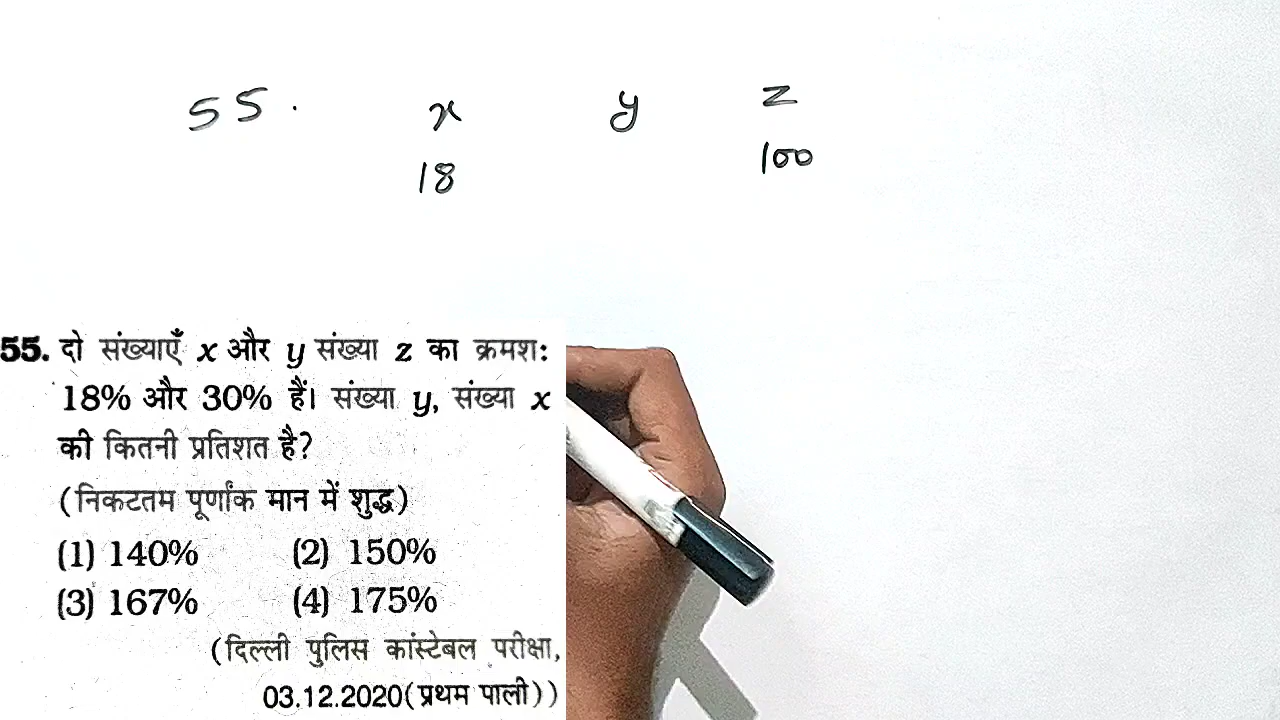 55. x y z
18 100
55. दो संख्याएँ x और y संख्या z का क्रमश:
18% और 30% हैं। संख्या y, संख्या x
की कितनी प्रतिशत है?
(निकटतम पूर्णांक मान में शुद्ध)
(1) 140% (2) 150%
(3) 167% (4) 175%
(दिल्ली पुलिस कांस्टेबल परीक्षा,
03.12.2020(प्रथम पाली))